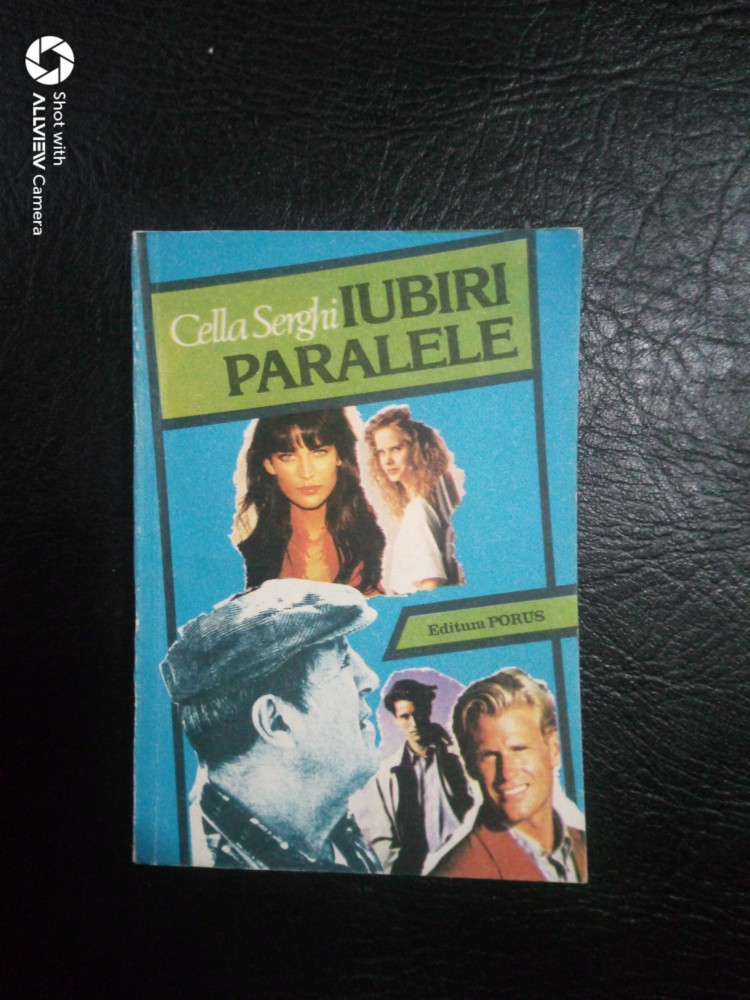 Shot with
ALLVIEW Camera
Cella Serghi IUBIRI
PARALELE
Editura PORUS